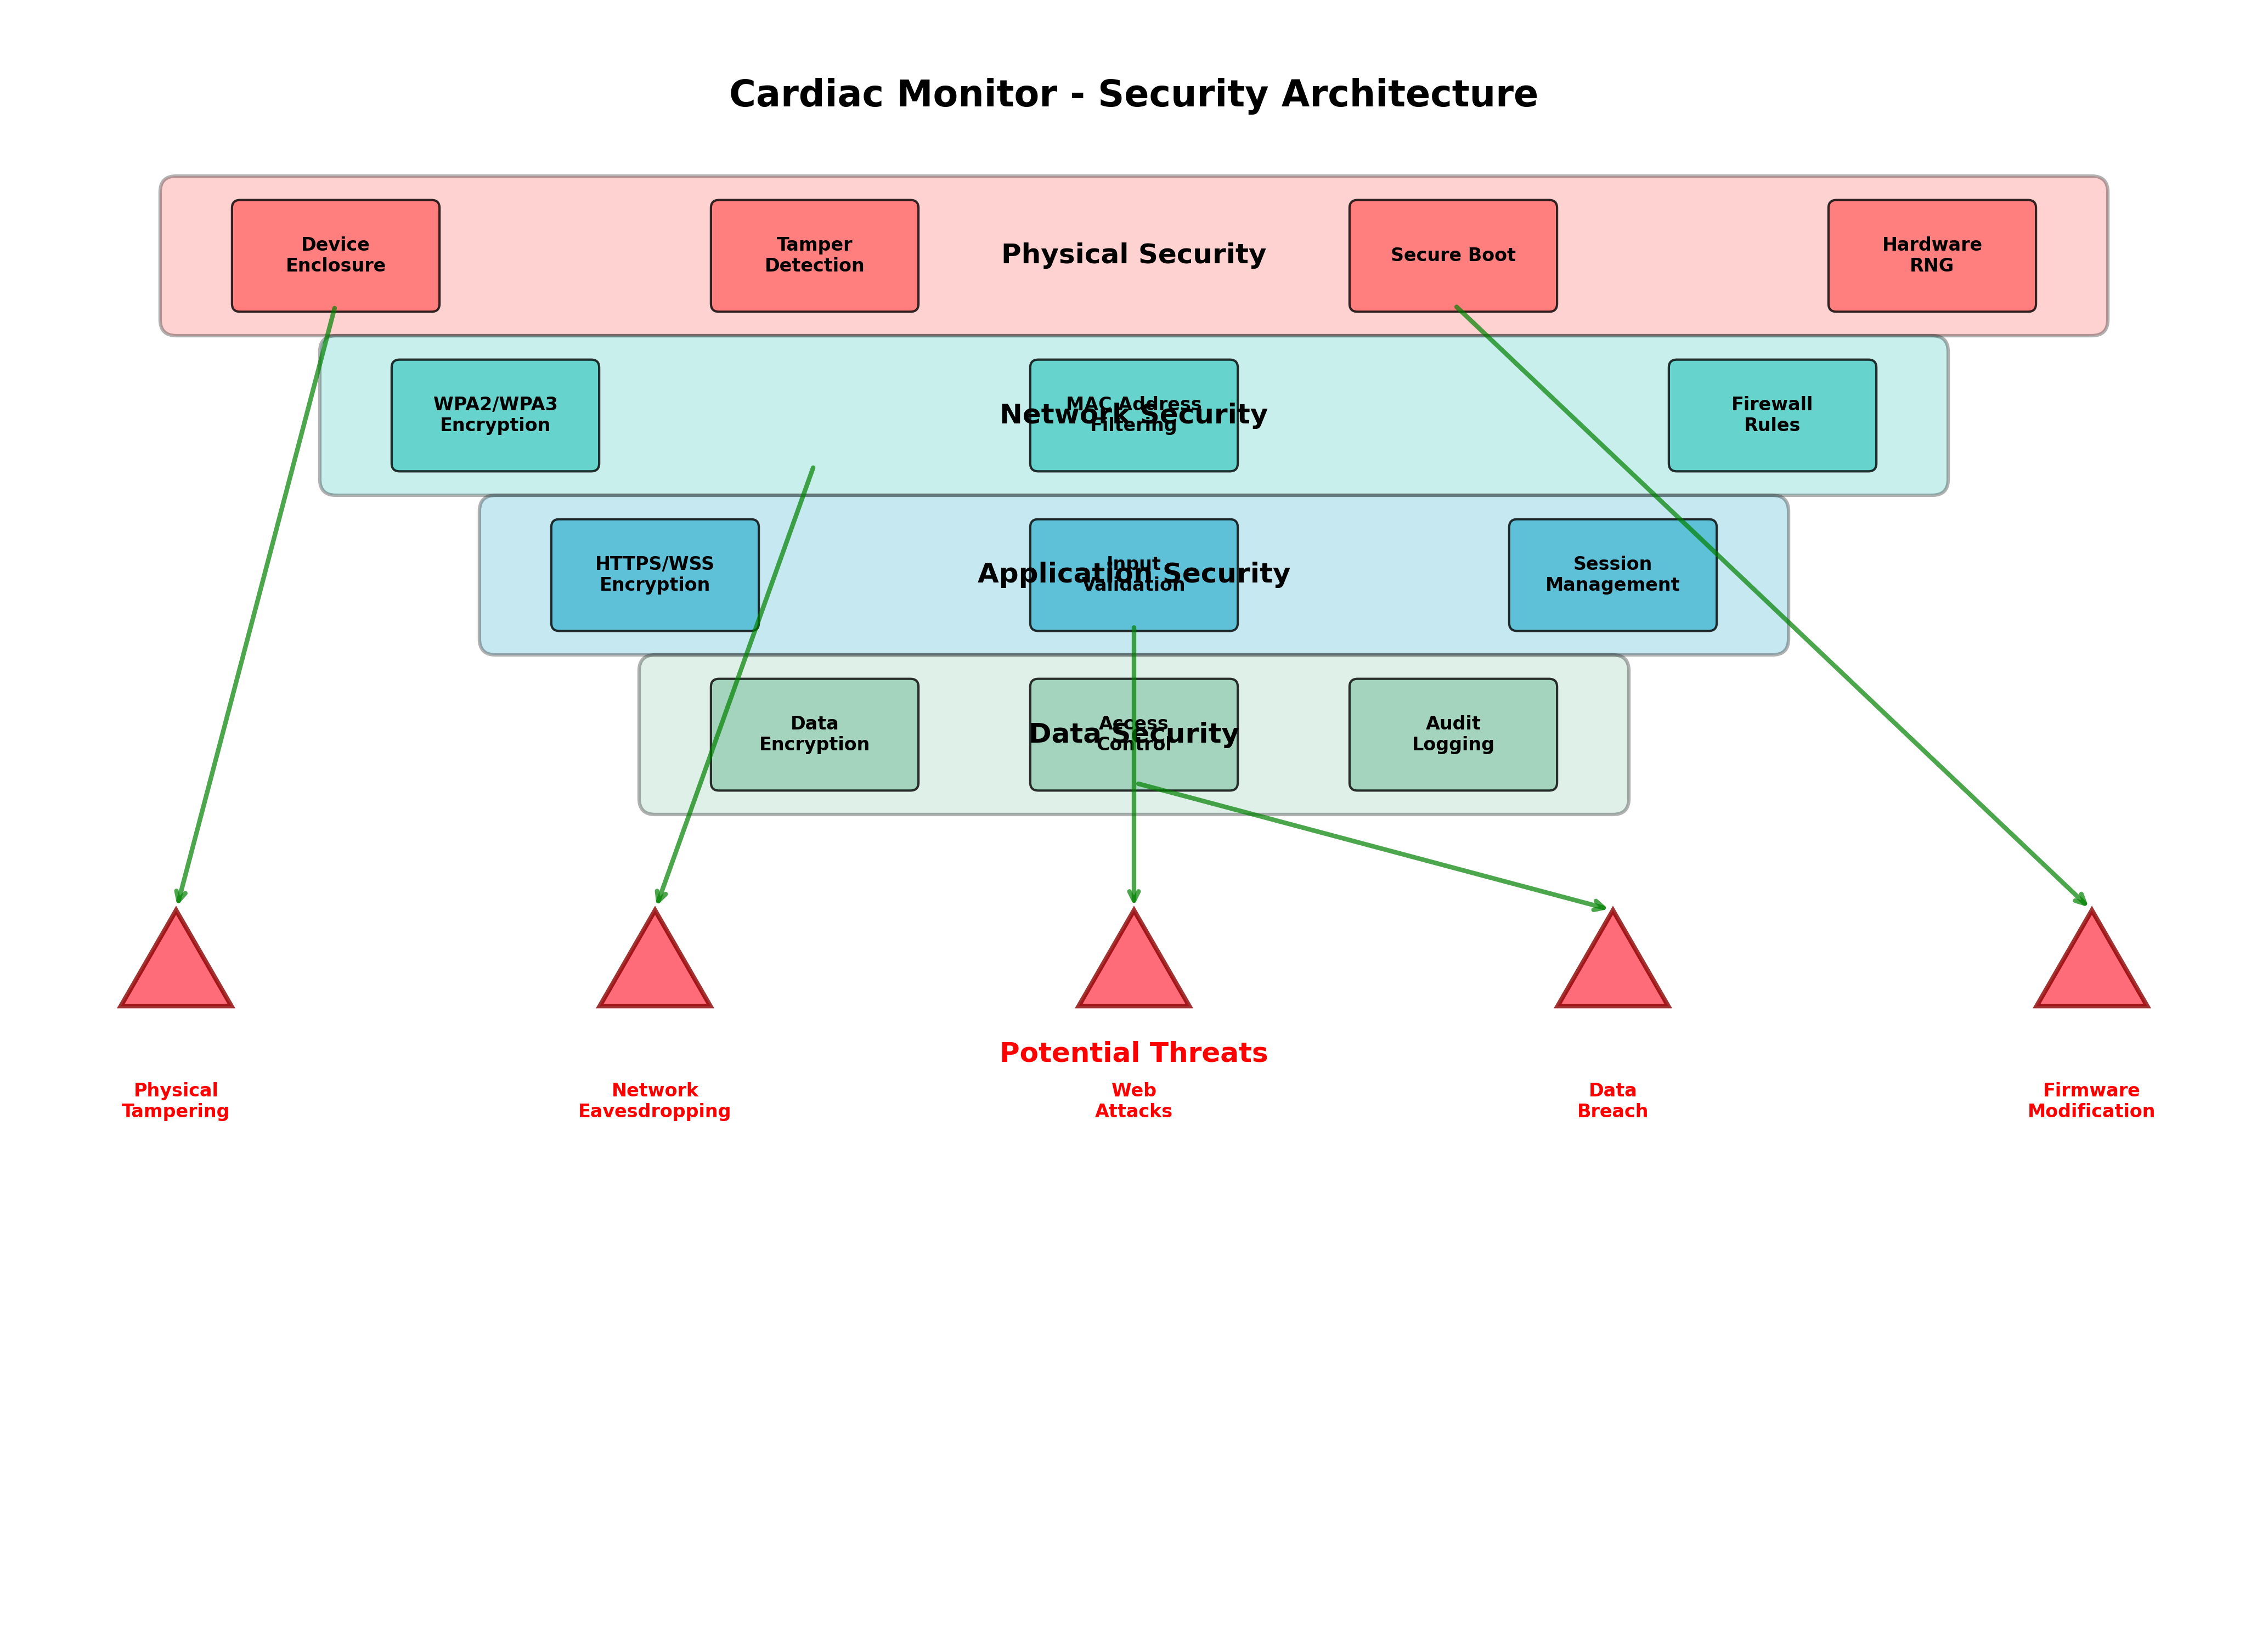 Cardiac Monitor - Security Architecture
Device
Enclosure
Tamper
Detection
Physical Security
Secure Boot
Hardware
RNG
WPA2/WPA3
Encryption
MAC Address
Filtering
Network Security
Firewall
Rules
HTTPS/WSS
Encryption
Input
Validation
Application Security
Session
Management
Data
Encryption
Access
Control
Data Security
Audit
Logging
Potential Threats
Physical
Tampering
Network
Eavesdropping
Web
Attacks
Data
Breach
Firmware
Modification